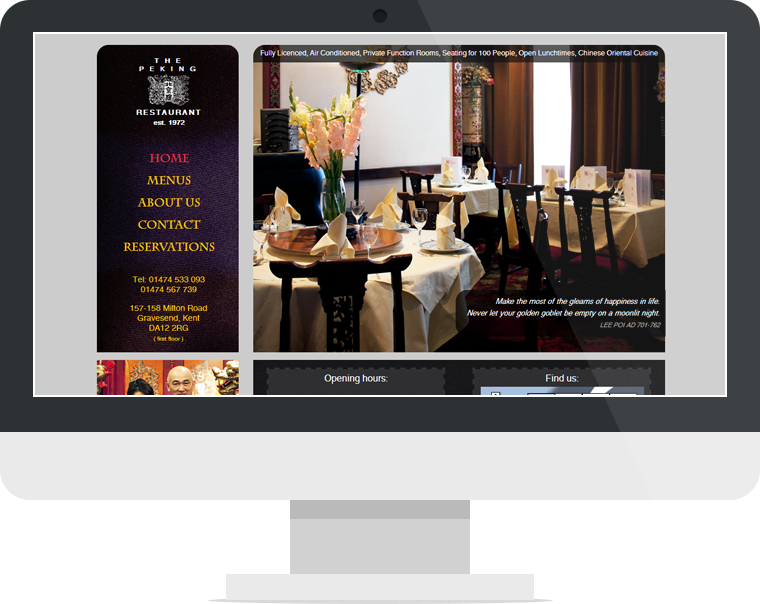 THE
PEKING
RESTAURANT
est. 1972
HOME
MENUS
ABOUT US
CONTACT
RESERVATIONS
Tel: 01474 533 093
01474 567 739
157-158 Milton Road
Gravesend, Kent
DA12 2RG
( first floor )
Fully Licenced, Air Conditioned, Private Function Rooms, Seating for 100 People, Open Lunchtimes, Chinese Oriental Cuisine
Make the most of the gleams of happiness in life.
Never let your golden goblet be empty on a moonlit night.
LEE POI AD 701-762
Opening hours:
Find us: